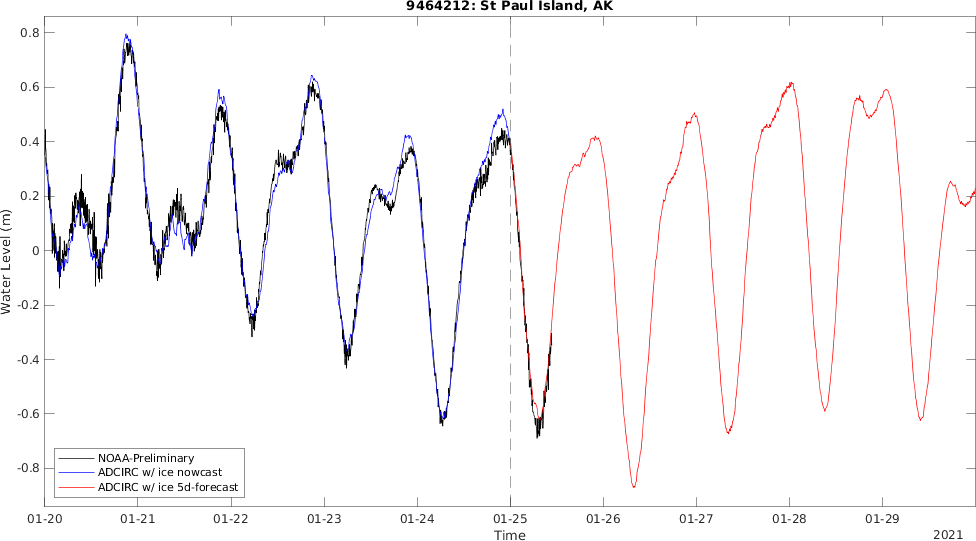 9464212: St Paul Island, AK
0.8
0.6
0.4
0.2
0
-0.2
-0.4
-0.6
-0.8
Water Level (m)
NOAA-Preliminary
ADCIRC w/ ice nowcast
ADCIRC w/ ice 5d-forecast
01-20 01-21 01-22 01-23 01-24 01-25 01-26 01-27 01-28 01-29
Time
2021